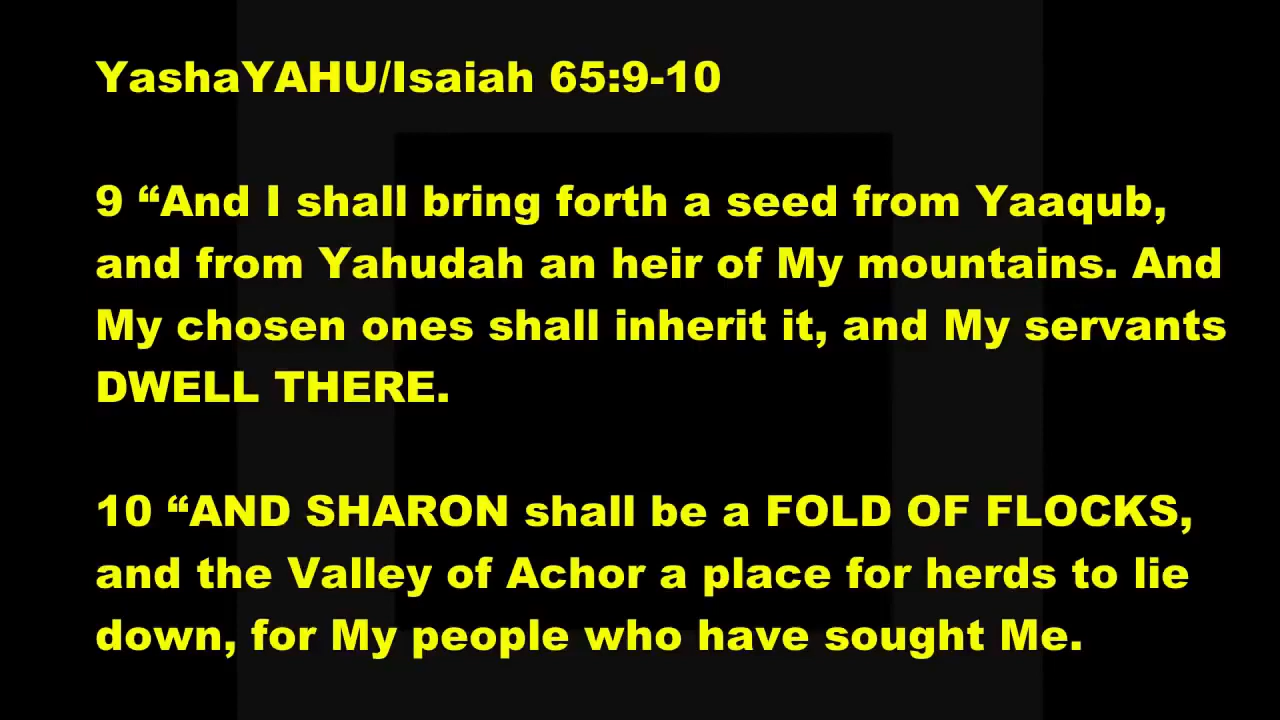 YashaYAHU/Isaiah 65:9-10
9 “And I shall bring forth a seed from Yaaqub,
and from Yahudah an heir of My mountains. And
My chosen ones shall inherit it, and My servants
DWELL THERE.
10 “AND SHARON shall be a FOLD OF FLOCKS,
and the Valley of Achor a place for herds to lie
down, for My people who have sought Me.